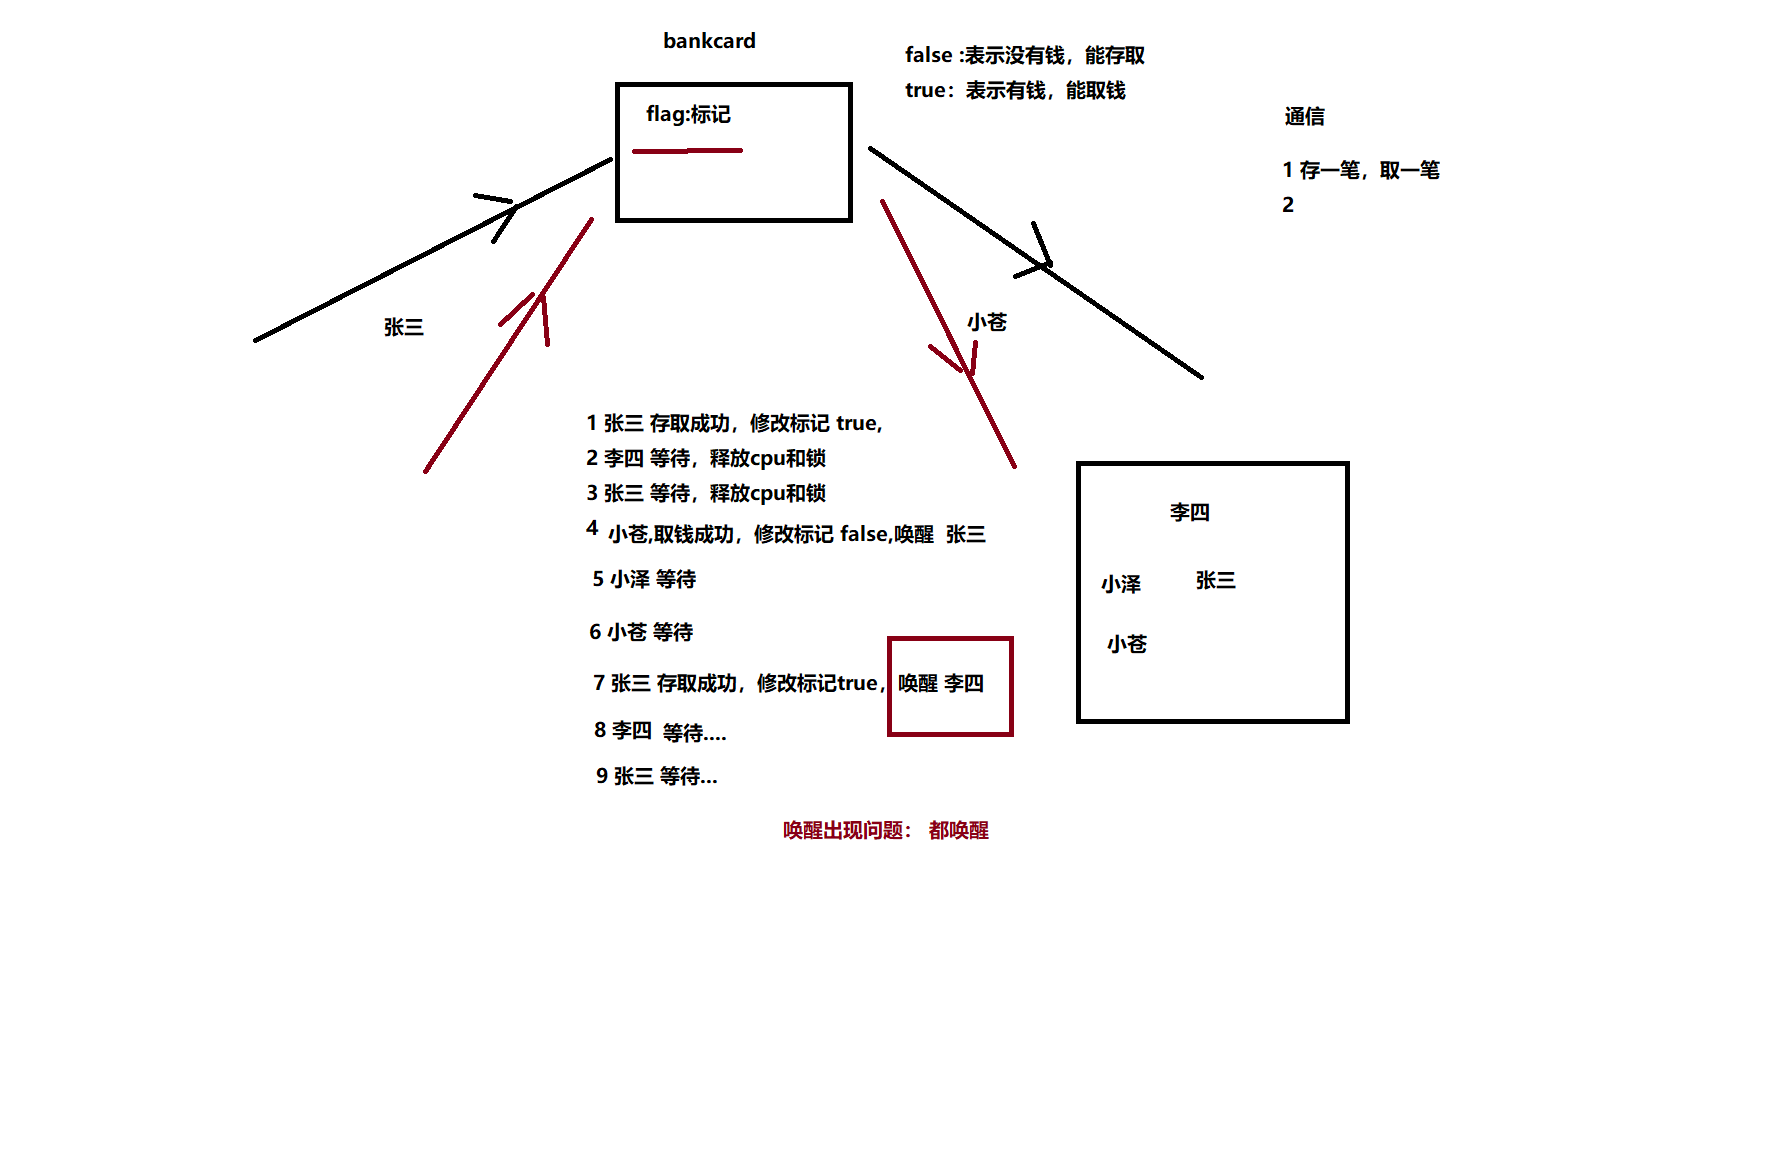 bankcard
false :表示没有钱，能存取
true：表示有钱，能取钱
flag:标记
通信
1 存一笔，取一笔
2
张三
小苍
1 张三 存取成功，修改标记 true,
2 李四 等待，释放cpu和锁
3 张三 等待，释放cpu和锁
4 小苍,取钱成功，修改标记 false,唤醒 张三
5 小泽 等待
6 小苍 等待
7 张三 存取成功，修改标记true，唤醒 李四
8 李四 等待....
9 张三 等待...
李四
小泽 张三
小苍
唤醒出现问题： 都唤醒